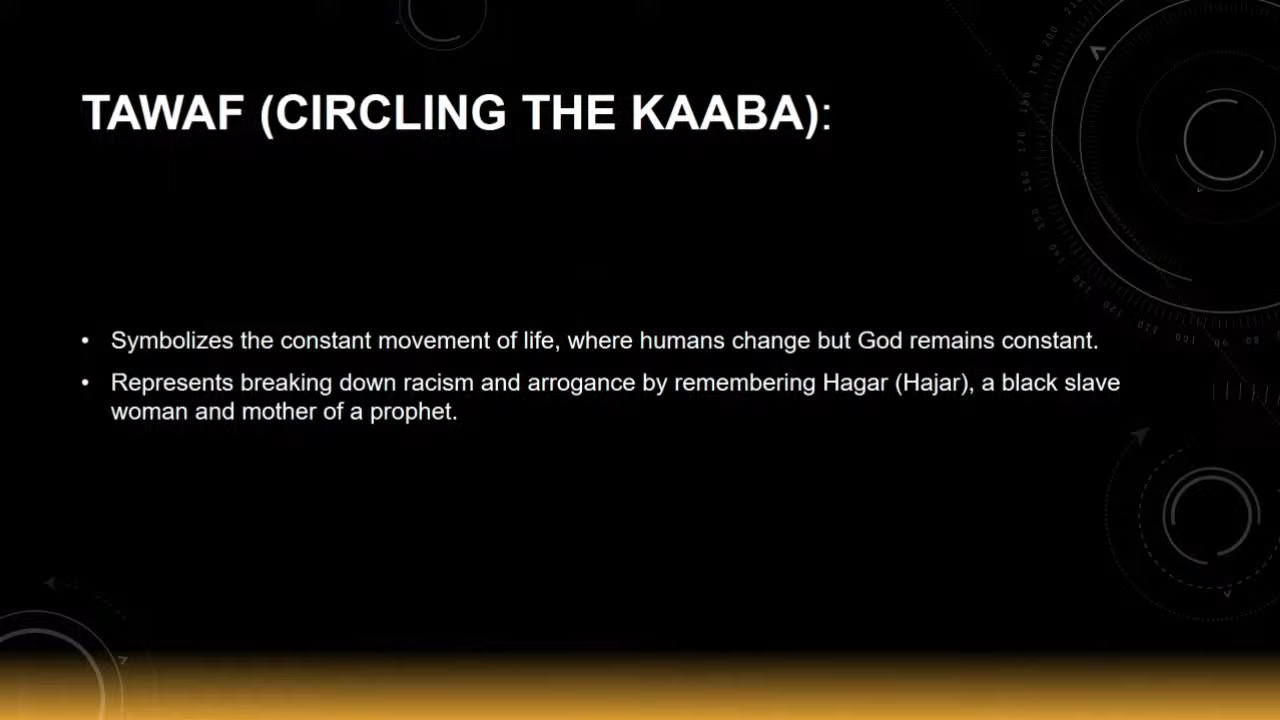 TAWAF (CIRCLING THE KAABA):
• Symbolizes the constant movement of life, where humans change but God remains constant.
• Represents breaking down racism and arrogance by remembering Hagar (Hajar), a black slave
woman and mother of a prophet.